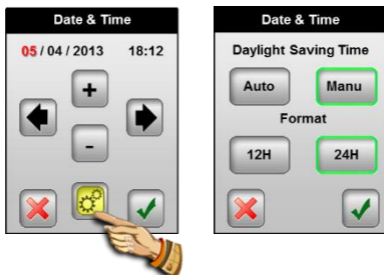 Date & Time
05 / 04 / 2013 18:12
+
-
Date & Time
Daylight Saving Time
Auto Manu
Format
12H 24H